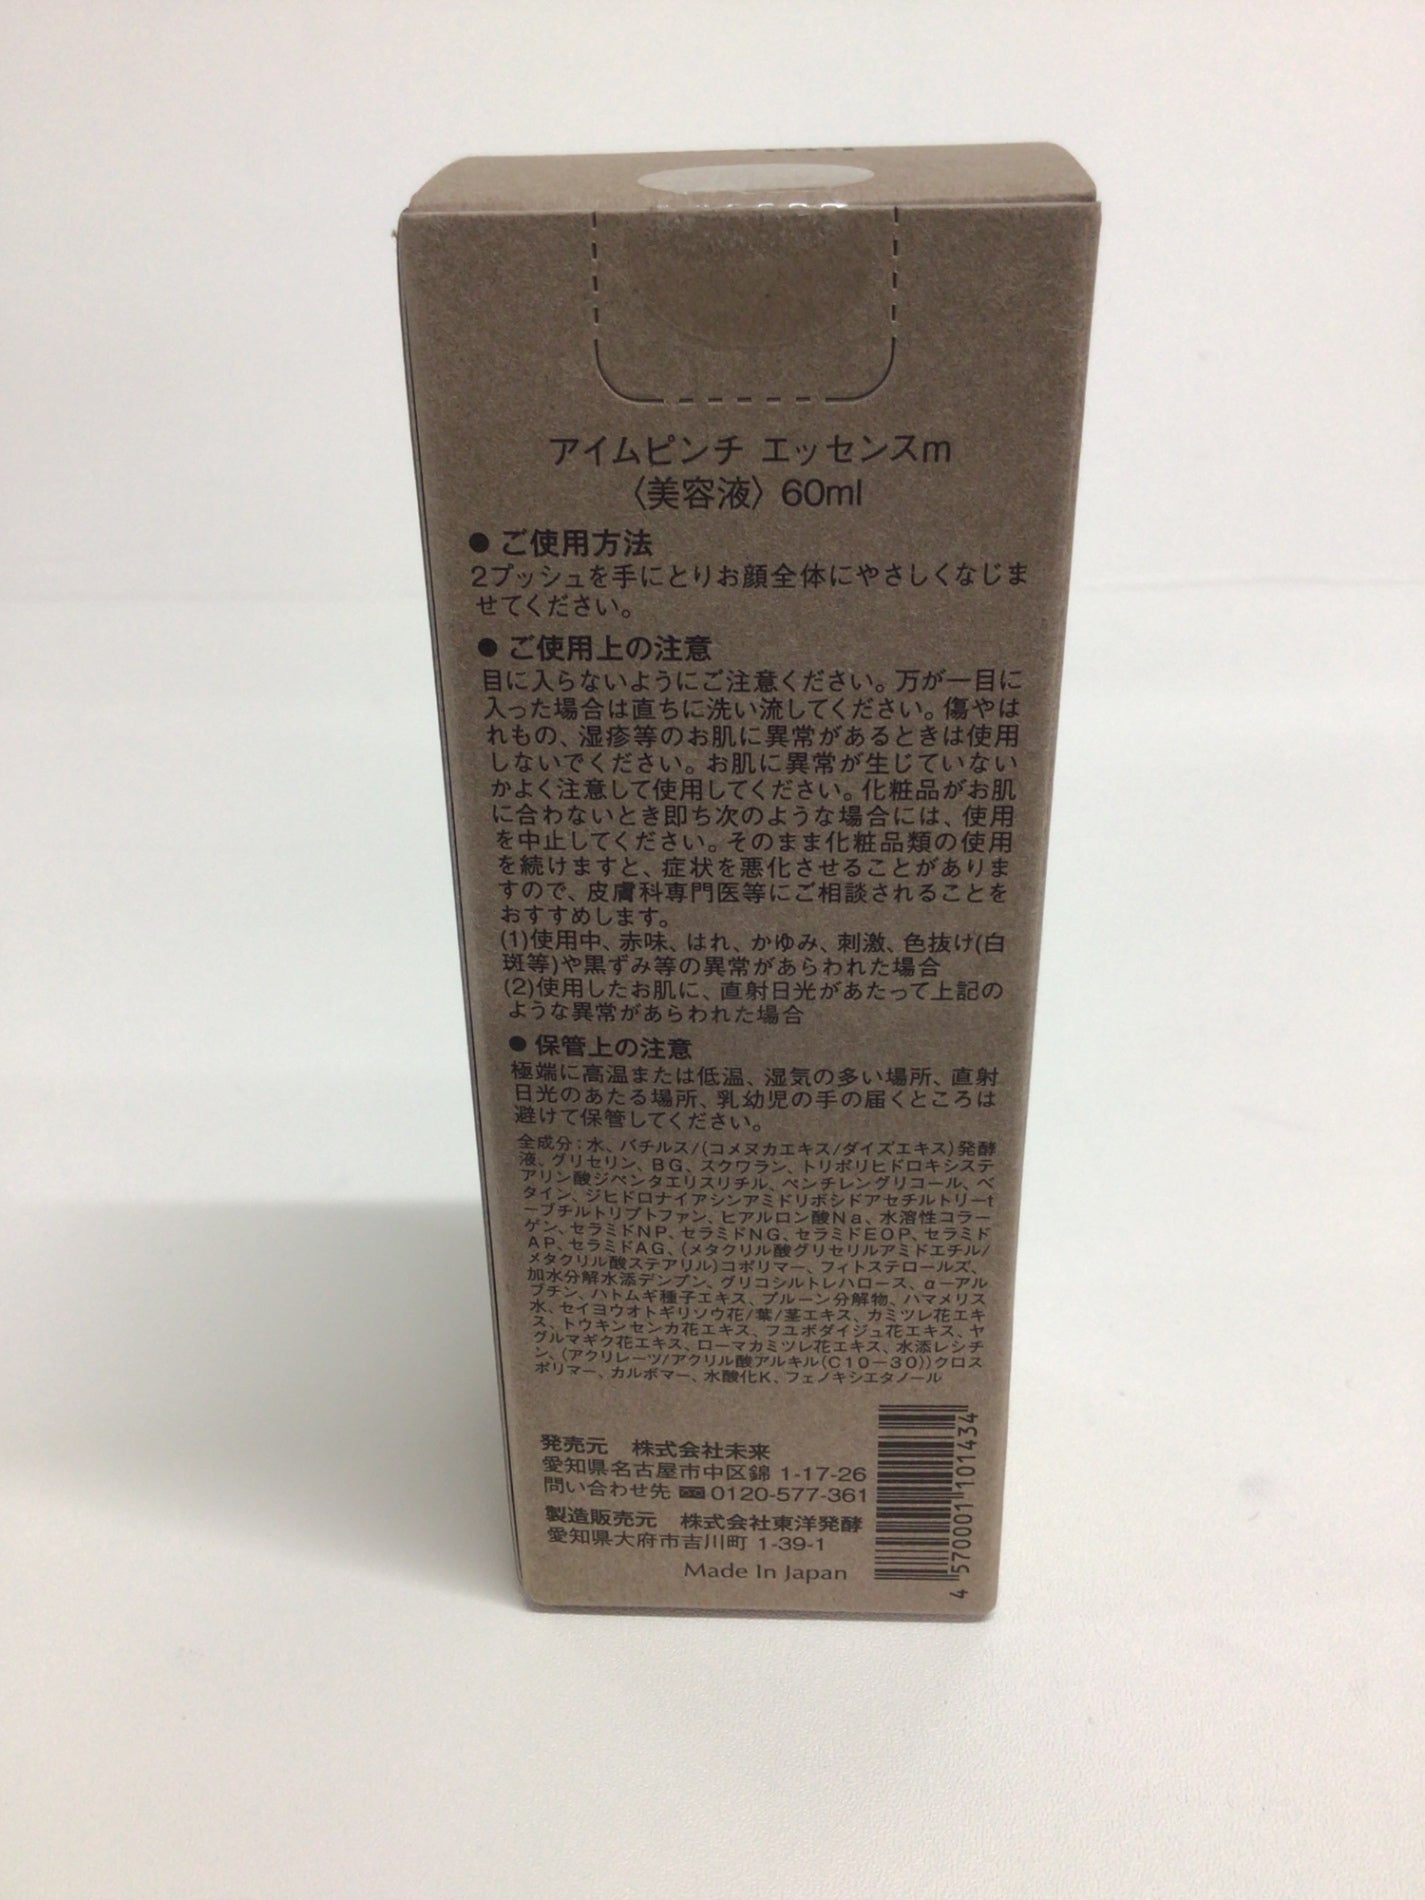 アイムピンチ エッセンスm
〈美容液〉 60ml
● ご使用方法
2プッシュを手にとりお顔全体にやさしくなじま
せてください。
● ご使用上の注意
目に入らないようにご注意ください。万が一目に
入った場合は直ちに洗い流してください。傷やは
れもの、湿疹等のお肌に異常があるときは使用
しないでください。お肌に異常が生じていない
かよく注意して使用してください。化粧品がお肌
に合わないとき即ち次のような場合には、使用
を中止してください。そのまま化粧品類の使用
を続けますと、症状を悪化させることがありま
すので、皮膚科専門医等にご相談されることを
おすすめします。
(1)使用中、赤味、はれ、かゆみ、刺激、色抜け(白
斑等)や黒ずみ等の異常があらわれた場合
(2)使用したお肌に、直射日光があたって上記の
ような異常があらわれた場合
● 保管上の注意
極端に高温または低温、湿気の多い場所、直射
日光のあたる場所、乳幼児の手の届くところは
避けて保管してください。
全成分：水、バチルス/(コメヌカエキス/ダイズエキス)発酵
液、グリセリン、BG、スクワラン、トリポリヒドロキシステ
アリン酸ジペンタエリスリチル、ペンチレングリコール、ベ
タイン、ジヒドロナイアシンアミドリボシドアセチルトリーt
ーブチルトリプトファン、ヒアルロン酸Na、水溶性コラー
ゲン、セラミドNP、セラミドNG、セラミドEOP、セラミド
AP、セラミドAG、(メタクリル酸グリセリルアミドエチル/
メタクリル酸ステアリル)コポリマー、フィトステロールズ、
加水分解水添デンプン、グリコシルトレハロース、α－アル
ブチン、ハトムギ種子エキス、プルーン分解物、ハマメリス
水、セイヨウオトギリソウ花/葉/茎エキス、カミツレ花エキ
ス、トウキンセンカ花エキス、フユボダイジュ花エキス、ヤ
グルマギク花エキス、ローマカミツレ花エキス、水添レシチ
ン、(アクリレーツ/アクリル酸アルキル(C10－30))クロス
ポリマー、カルボマー、水酸化K、フェノキシエタノール
発売元　株式会社未来
愛知県名古屋市中区錦 1-17-26
問い合わせ先 0120-577-361
製造販売元　株式会社東洋発酵
愛知県大府市吉川町 1-39-1
Made In Japan
4 570001 101434